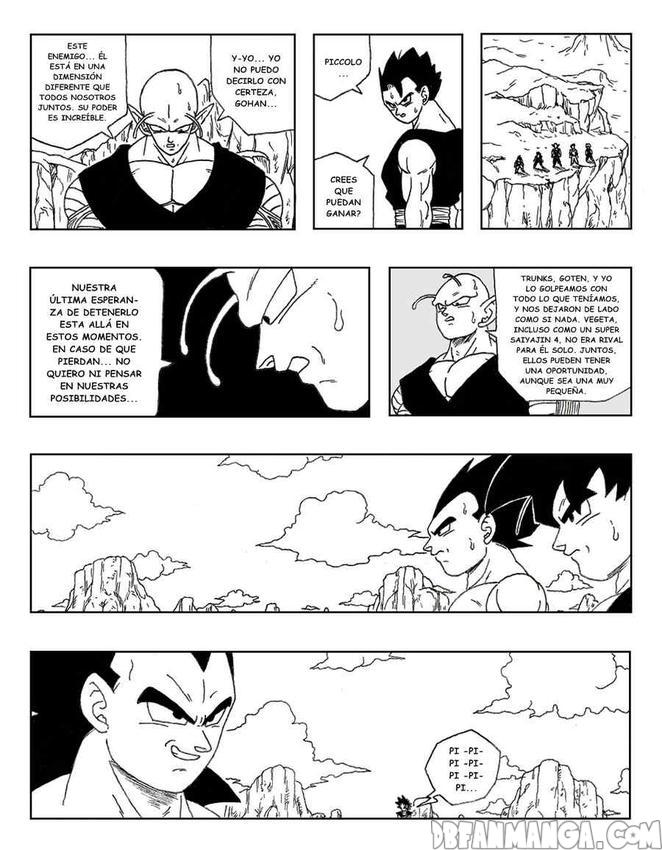 PICCOLO
...
CREES
QUE
PUEDAN
GANAR?
Y-YO... YO
NO PUEDO
DECIRLO CON
CERTEZA,
GOHAN...
ESTE
ENEMIGO... ÉL
ESTÁ EN UNA
DIMENSIÓN
DIFERENTE QUE
TODOS NOSOTROS
JUNTOS. SU PODER
ES INCREÍBLE.
TRUNKS, GOTEN, Y YO
LO GOLPEAMOS CON
TODO LO QUE TENÍAMOS,
Y NOS DEJARON DE LADO
COMO SI NADA. VEGETA,
INCLUSO COMO UN SUPER
SAIYAJIN 4, NO ERA RIVAL
PARA ÉL SOLO. JUNTOS,
ELLOS PUEDEN TENER
UNA OPORTUNIDAD,
AUNQUE SEA UNA MUY
PEQUEÑA.
NUESTRA
ÚLTIMA ESPERAN-
ZA DE DETENERLO
ESTA ALLÁ EN
ESTOS MOMENTOS.
EN CASO DE QUE
PIERDAN... NO
QUIERO NI PENSAR
EN NUESTRAS
POSIBILIDADES...
PI -PI-
PI -PI-
PI -PI-
PI...
DBFANMANGA.COM